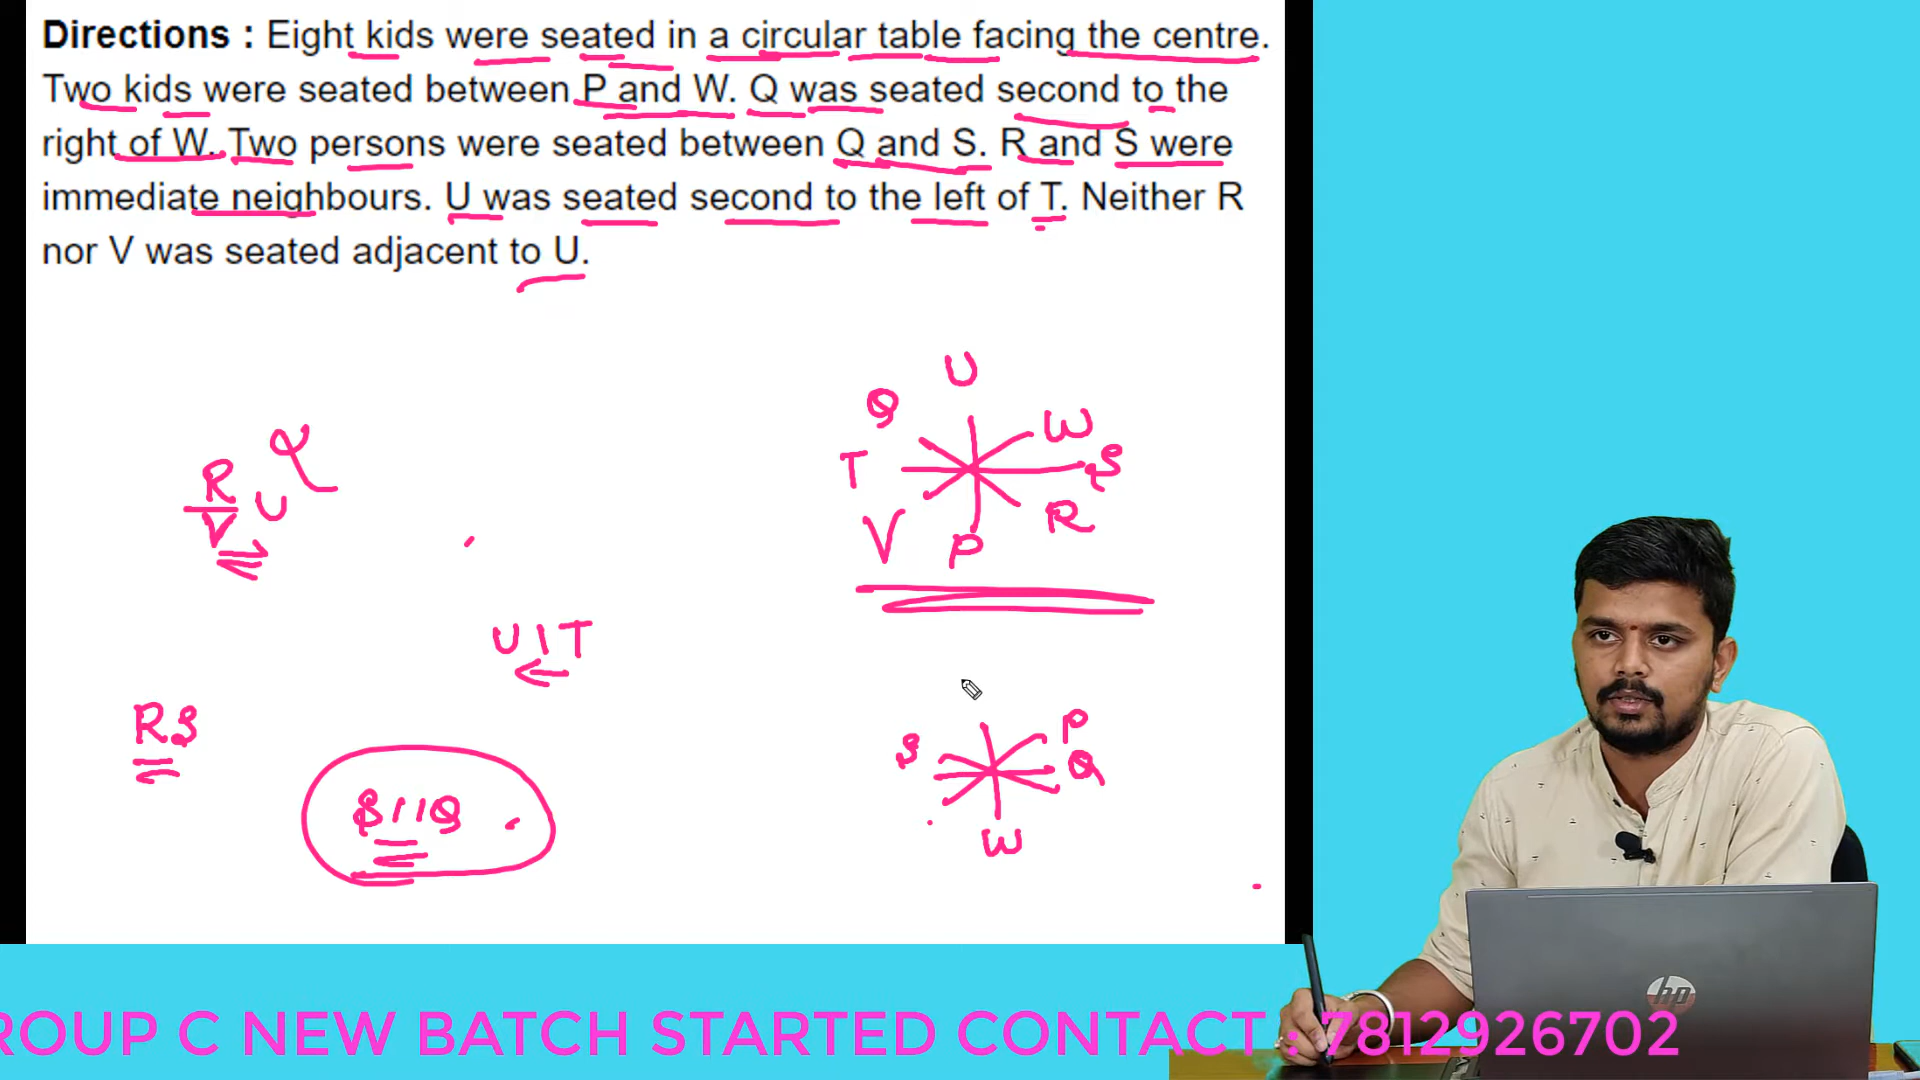 Directions : Eight kids were seated in a circular table facing the centre.
Two kids were seated between P and W. Q was seated second to the
right of W. Two persons were seated between Q and S. R and S were
immediate neighbours. U was seated second to the left of T. Neither R
nor V was seated adjacent to U.
U
Q
W
T
S
V
R
P
Q
R
V U
U I T
R S
S I I Q
P
S
Q
W
hp
ROUP C NEW BATCH STARTED CONTACT : 7812926702